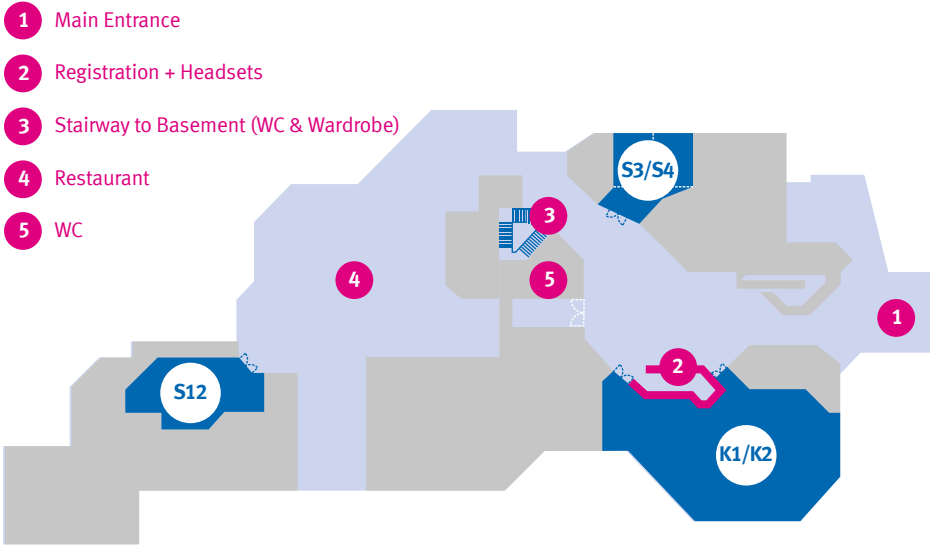 1 Main Entrance
2 Registration + Headsets
3 Stairway to Basement (WC & Wardrobe)
4 Restaurant
5 WC
S3/S4
3
4
5
1
2
S12
K1/K2